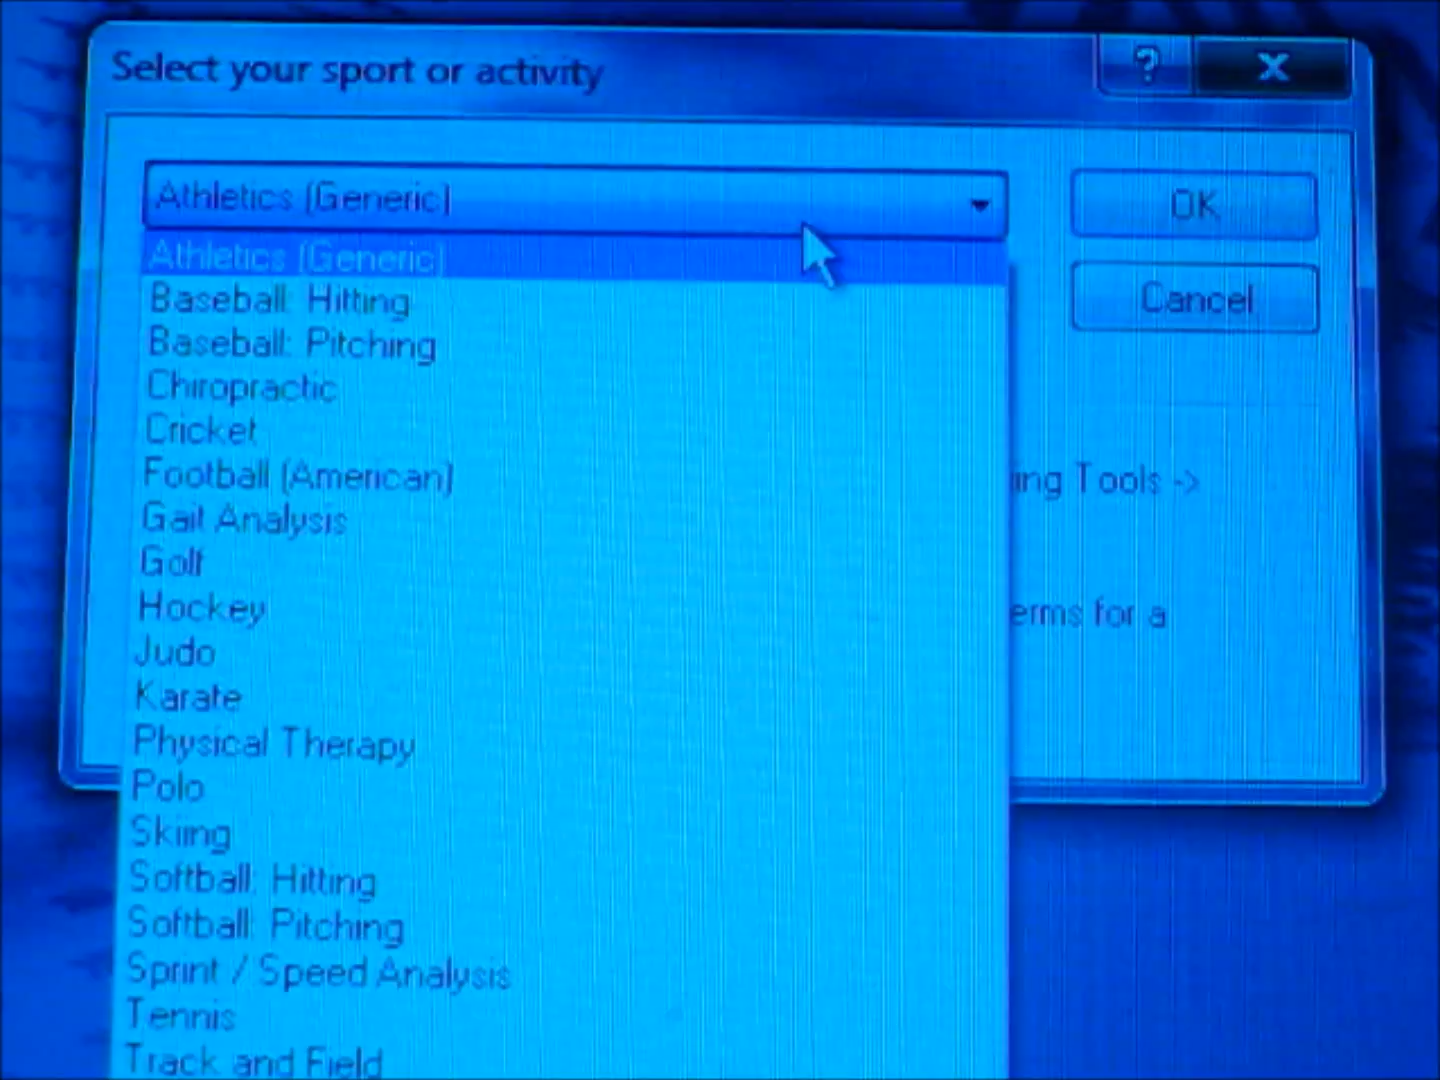 Select your sport or activity
?
Athletics (Generic)
OK
Athletics (Generic)
Cancel
Baseball: Hitting
Baseball: Pitching
Chiropractic
Cricket
Football (American)
ing Tools ->
Gait Analysis
Golf
Hockey
erms for a
Judo
Karate
Physical Therapy
Polo
Skiing
Softball: Hitting
Softball: Pitching
Sprint / Speed Analysis
Tennis
Track and Field